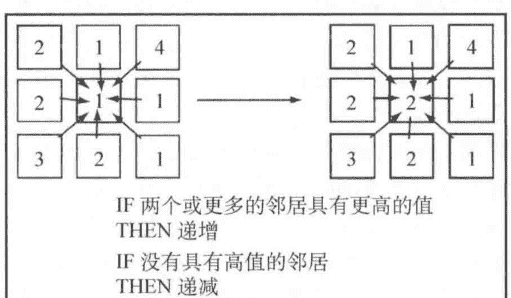 2 1 4 2 1 4
2 1 1 2 2 1
3 2 1 3 2 1
IF 两个或更多的邻居具有更高的值
THEN 递增
IF 没有具有高值的邻居
THEN 递减